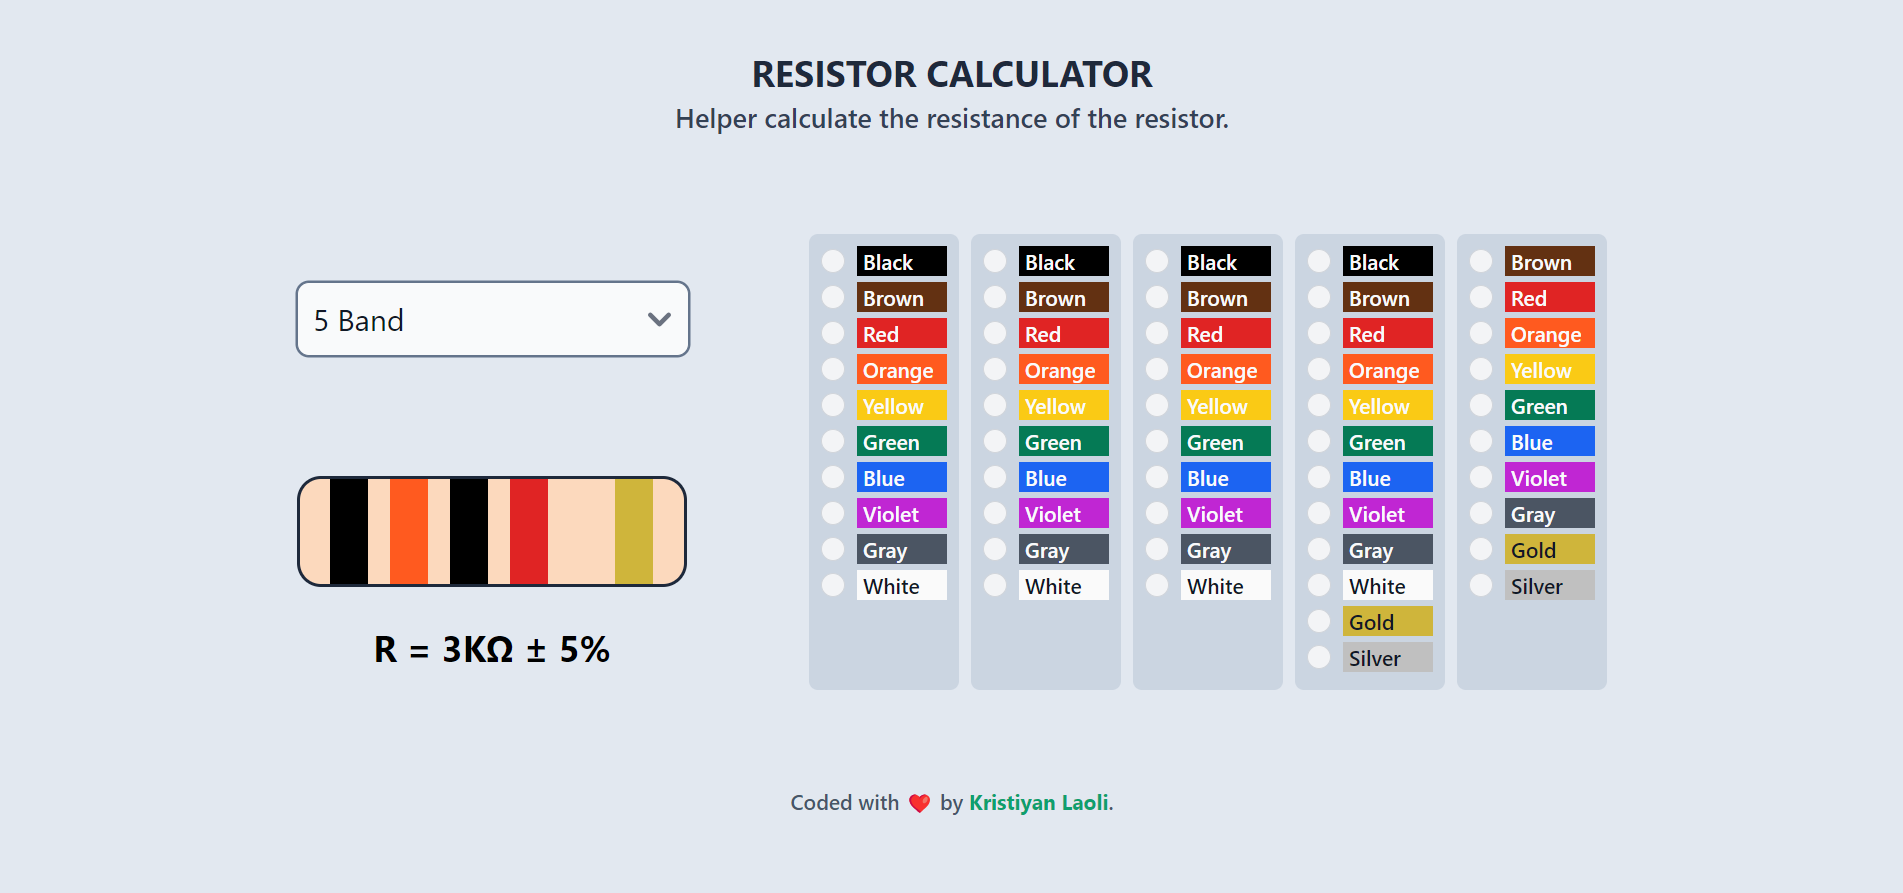 RESISTOR CALCULATOR
Helper calculate the resistance of the resistor.
5 Band
R = 3KΩ ± 5%
Black
Brown
Red
Orange
Yellow
Green
Blue
Violet
Gray
White
Black
Brown
Red
Orange
Yellow
Green
Blue
Violet
Gray
White
Black
Brown
Red
Orange
Yellow
Green
Blue
Violet
Gray
White
Black
Brown
Red
Orange
Yellow
Green
Blue
Violet
Gray
White
Gold
Silver
Brown
Red
Orange
Yellow
Green
Blue
Violet
Gray
Gold
Silver
Coded with ❤️ by Kristiyan Laoli.